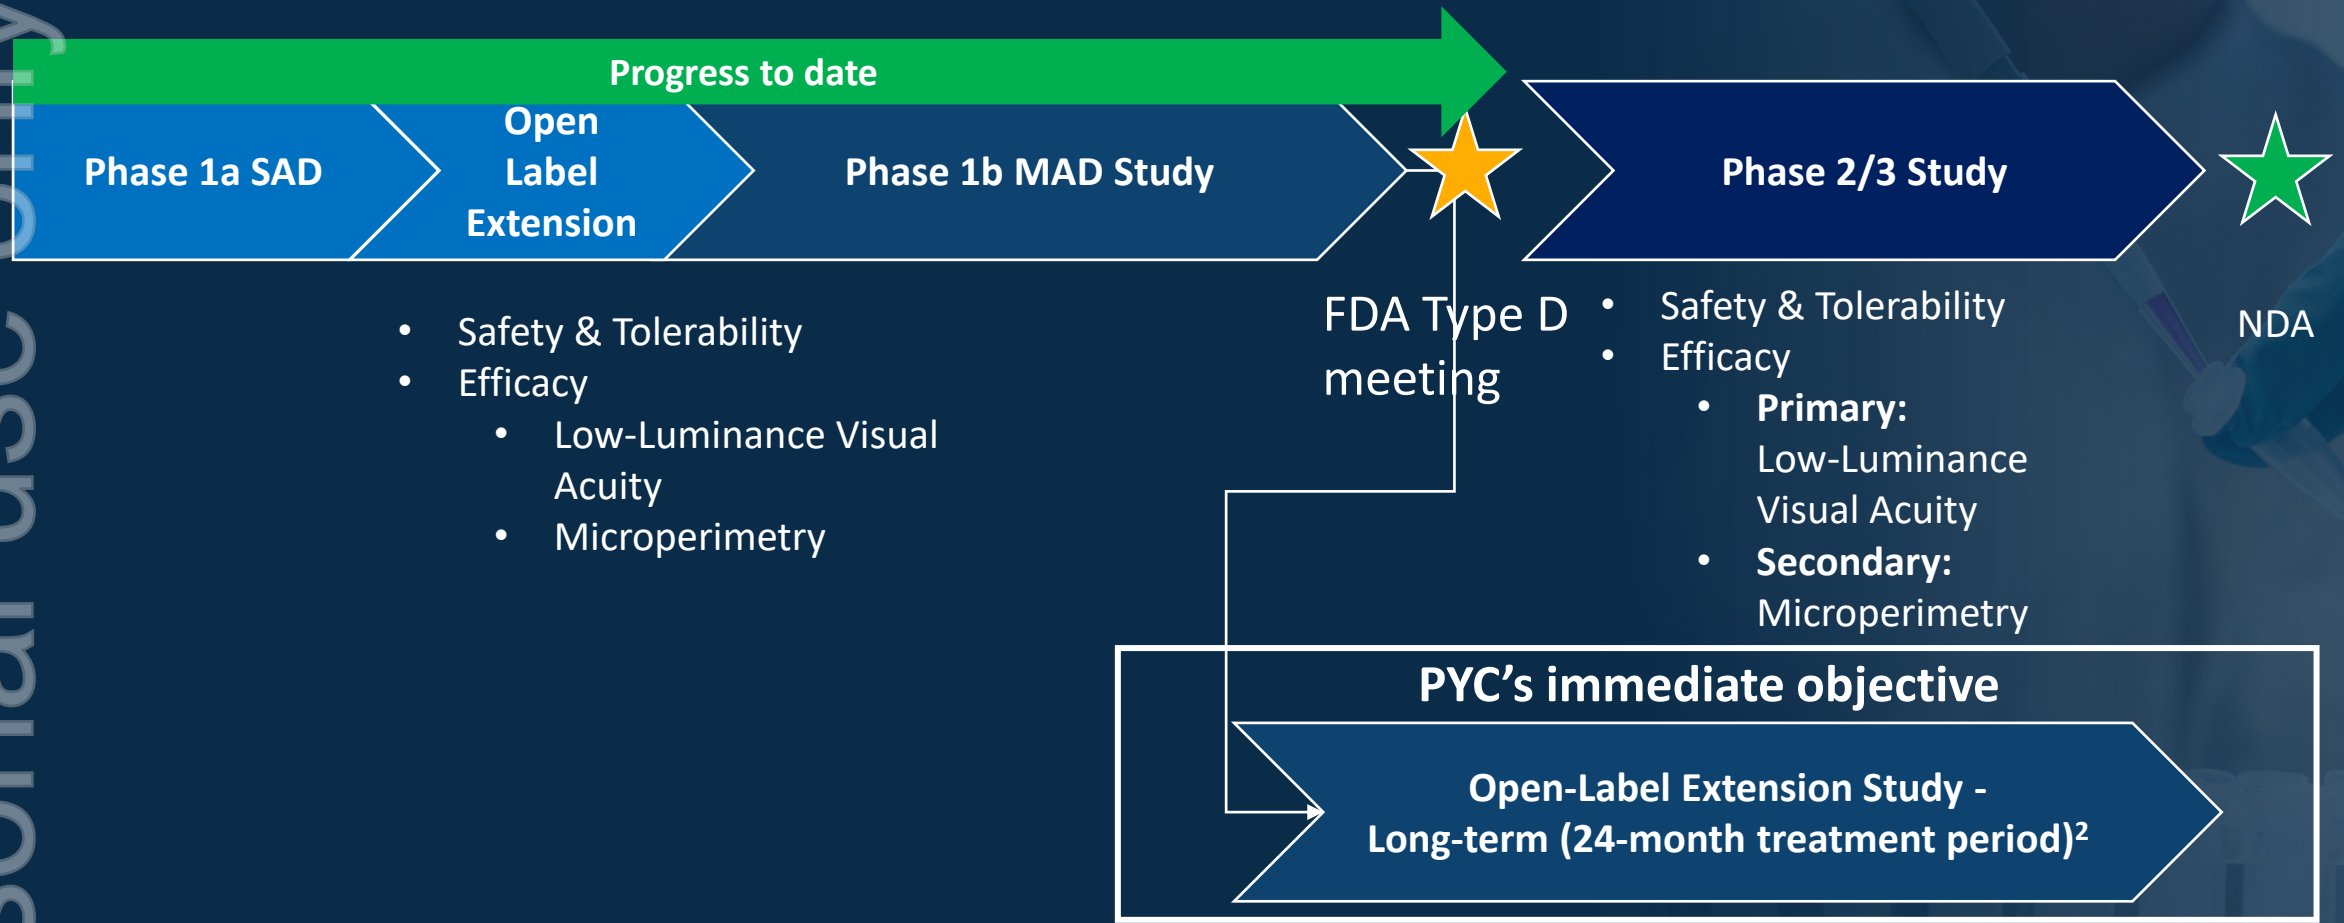 Progress to date
Phase 1a SAD
Open
Label
Extension
Phase 1b MAD Study
Phase 2/3 Study
• Safety & Tolerability
• Efficacy
• Low-Luminance Visual
Acuity
• Microperimetry
FDA Type D
meeting
• Safety & Tolerability
• Efficacy
• Primary:
Low-Luminance
Visual Acuity
• Secondary:
Microperimetry
NDA
PYC’s immediate objective
Open-Label Extension Study -
Long-term (24-month treatment period)²